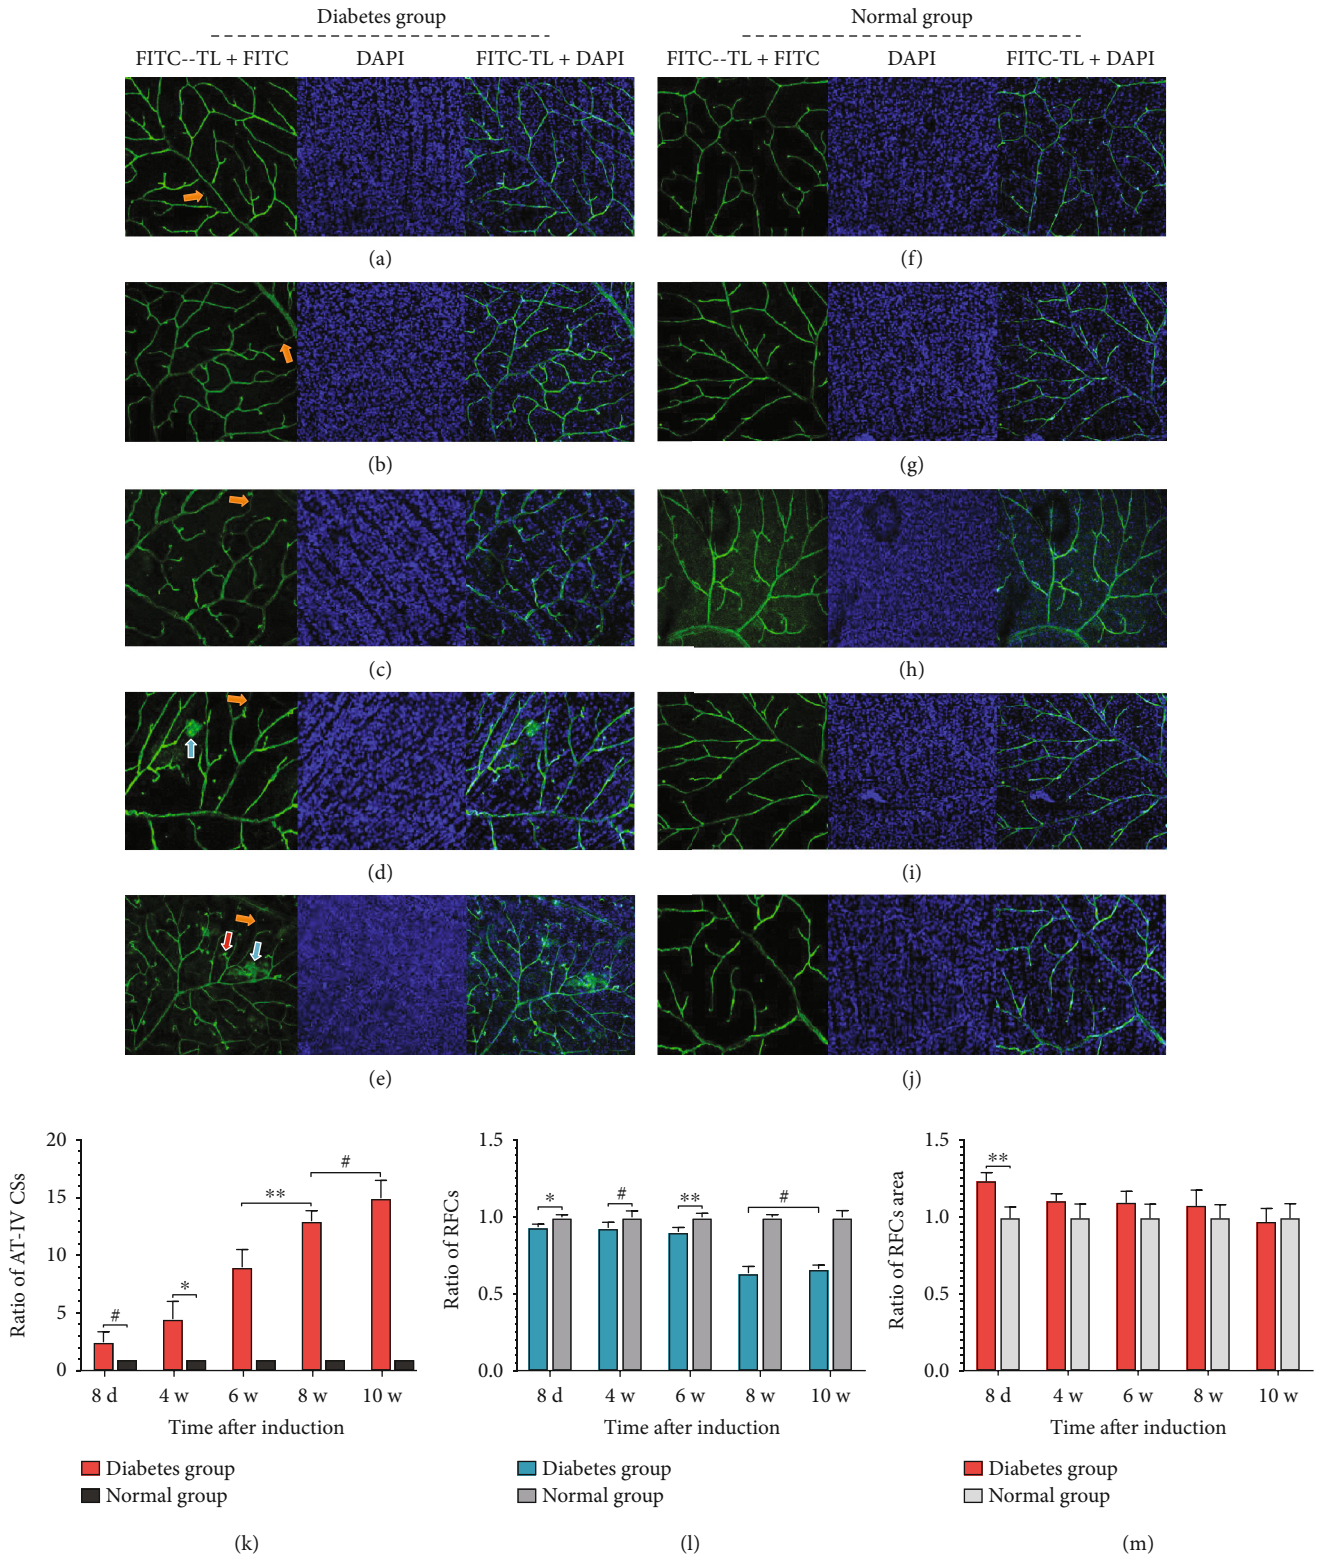 Diabetes group
Normal group
FITC--TL + FITC
DAPI
FITC-TL + DAPI
FITC--TL + FITC
DAPI
FITC-TL + DAPI
(a)
(f)
(b)
(g)
(c)
(h)
(d)
(i)
(e)
(j)
Ratio of AT-IV CSs
20
15
10
5
0
#
*
**
#
8 d
4 w
6 w
8 w
10 w
Time after induction
Diabetes group
Normal group
(k)
Ratio of RFCs
1.5
1.0
0.5
0.0
*
#
**
#
8 d
4 w
6 w
8 w
10 w
Time after induction
Diabetes group
Normal group
(l)
Ratio of RFCs area
1.5
1.0
0.5
0.0
**
8 d
4 w
6 w
8 w
10 w
Time after induction
Diabetes group
Normal group
(m)